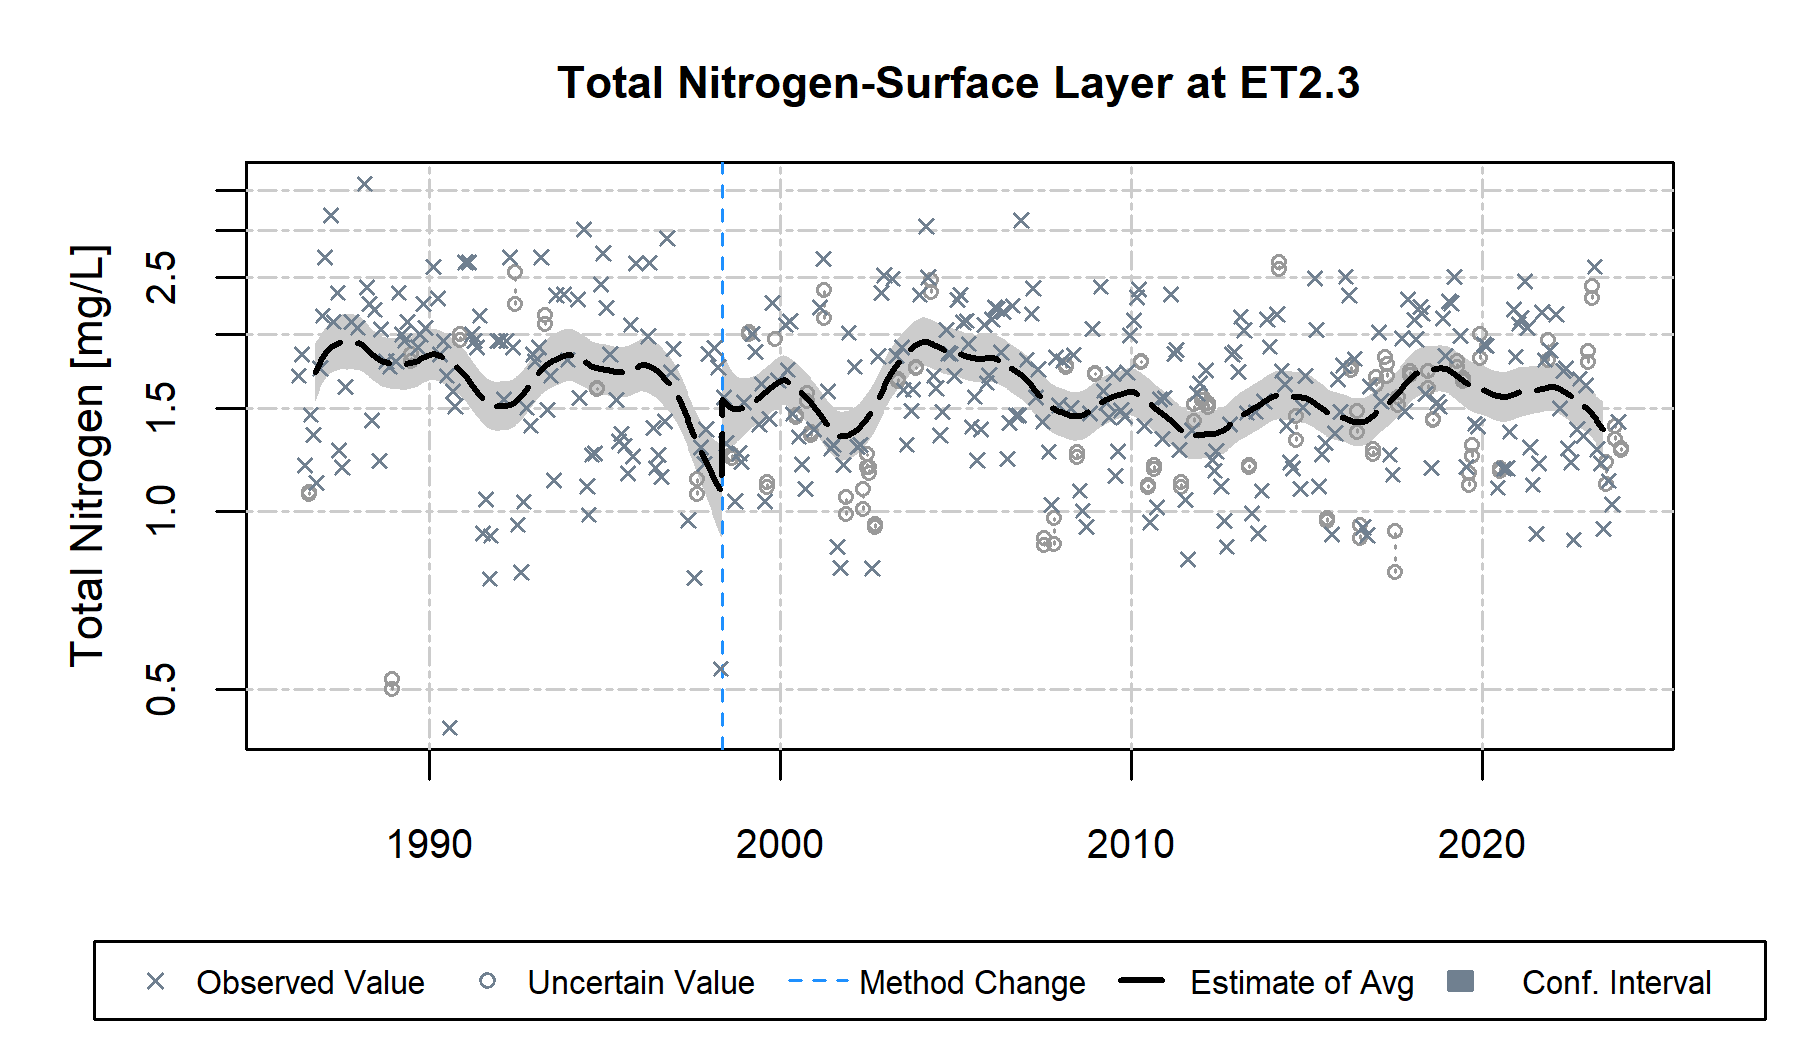 Total Nitrogen-Surface Layer at ET2.3
Total Nitrogen [mg/L]
2.5
1.5
1.0
0.5
1990 2000 2010 2020
Observed Value Uncertain Value Method Change Estimate of Avg Conf. Interval